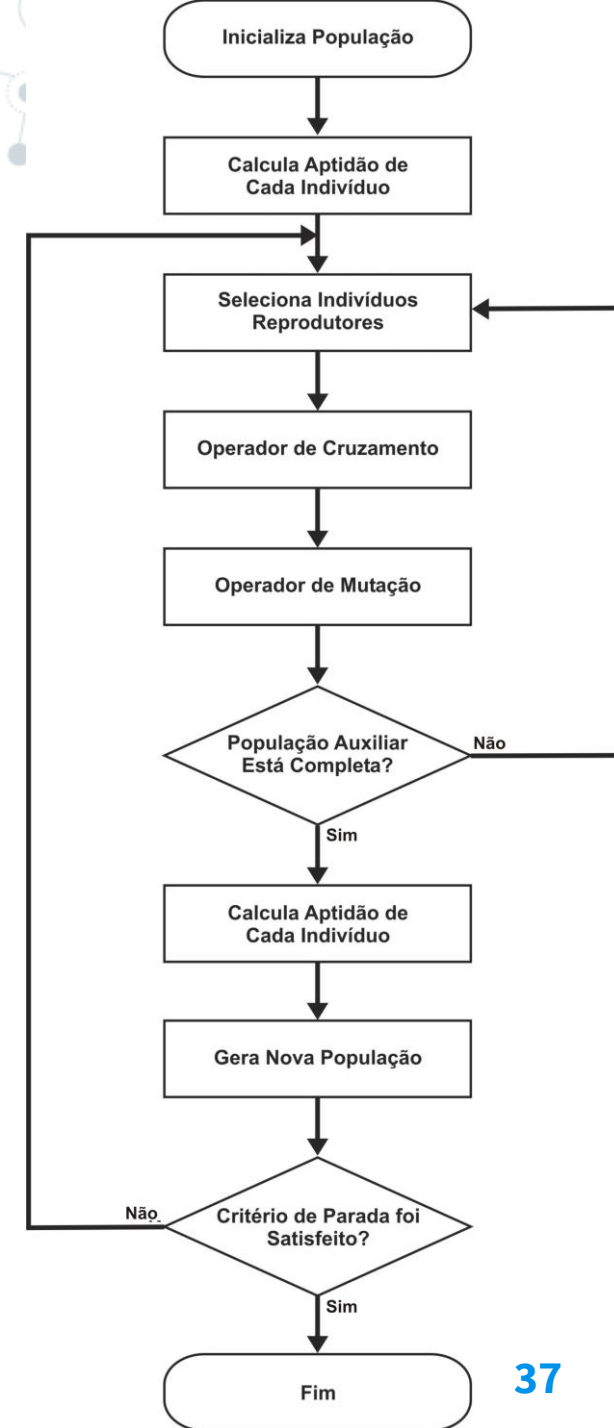 Inicializa População
Calcula Aptidão de
Cada Indivíduo
Seleciona Indivíduos
Reprodutores
Operador de Cruzamento
Operador de Mutação
População Auxiliar
Está Completa?
Não
Sim
Calcula Aptidão de
Cada Indivíduo
Gera Nova População
Critério de Parada foi
Satisfeito?
Não
Sim
Fim
37